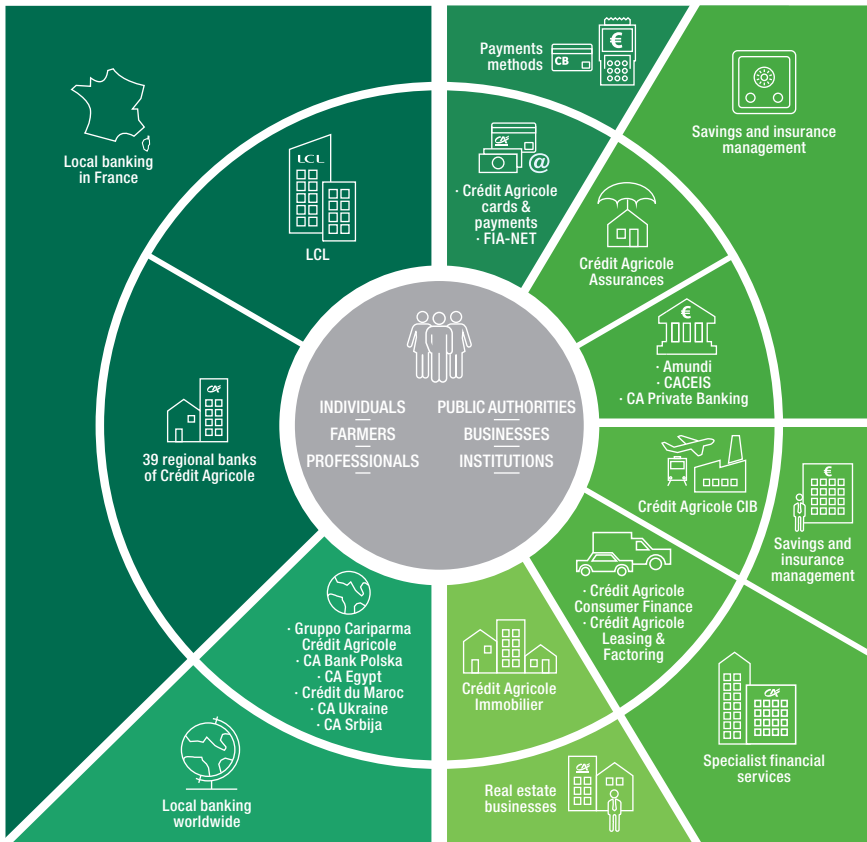 Payments
methods
CB
€
Savings and insurance
management
Local banking
in France
LCL
LCL
CA
@
· Crédit Agricole
cards &
payments
· FIA-NET
Crédit Agricole
Assurances
€
· Amundi
· CACEIS
· CA Private Banking
INDIVIDUALS
FARMERS
PROFESSIONALS
PUBLIC AUTHORITIES
BUSINESSES
INSTITUTIONS
CA
39 regional banks
of Crédit Agricole
Crédit Agricole CIB
€
Savings and
insurance
management
· Crédit Agricole
Consumer Finance
· Crédit Agricole
Leasing &
Factoring
· Gruppo Cariparma
Crédit Agricole
· CA Bank Polska
· CA Egypt
· Crédit du Maroc
· CA Ukraine
· CA Srbija
Crédit Agricole
Immobilier
CA
Specialist financial
services
Local banking
worldwide
Real estate
businesses
CA